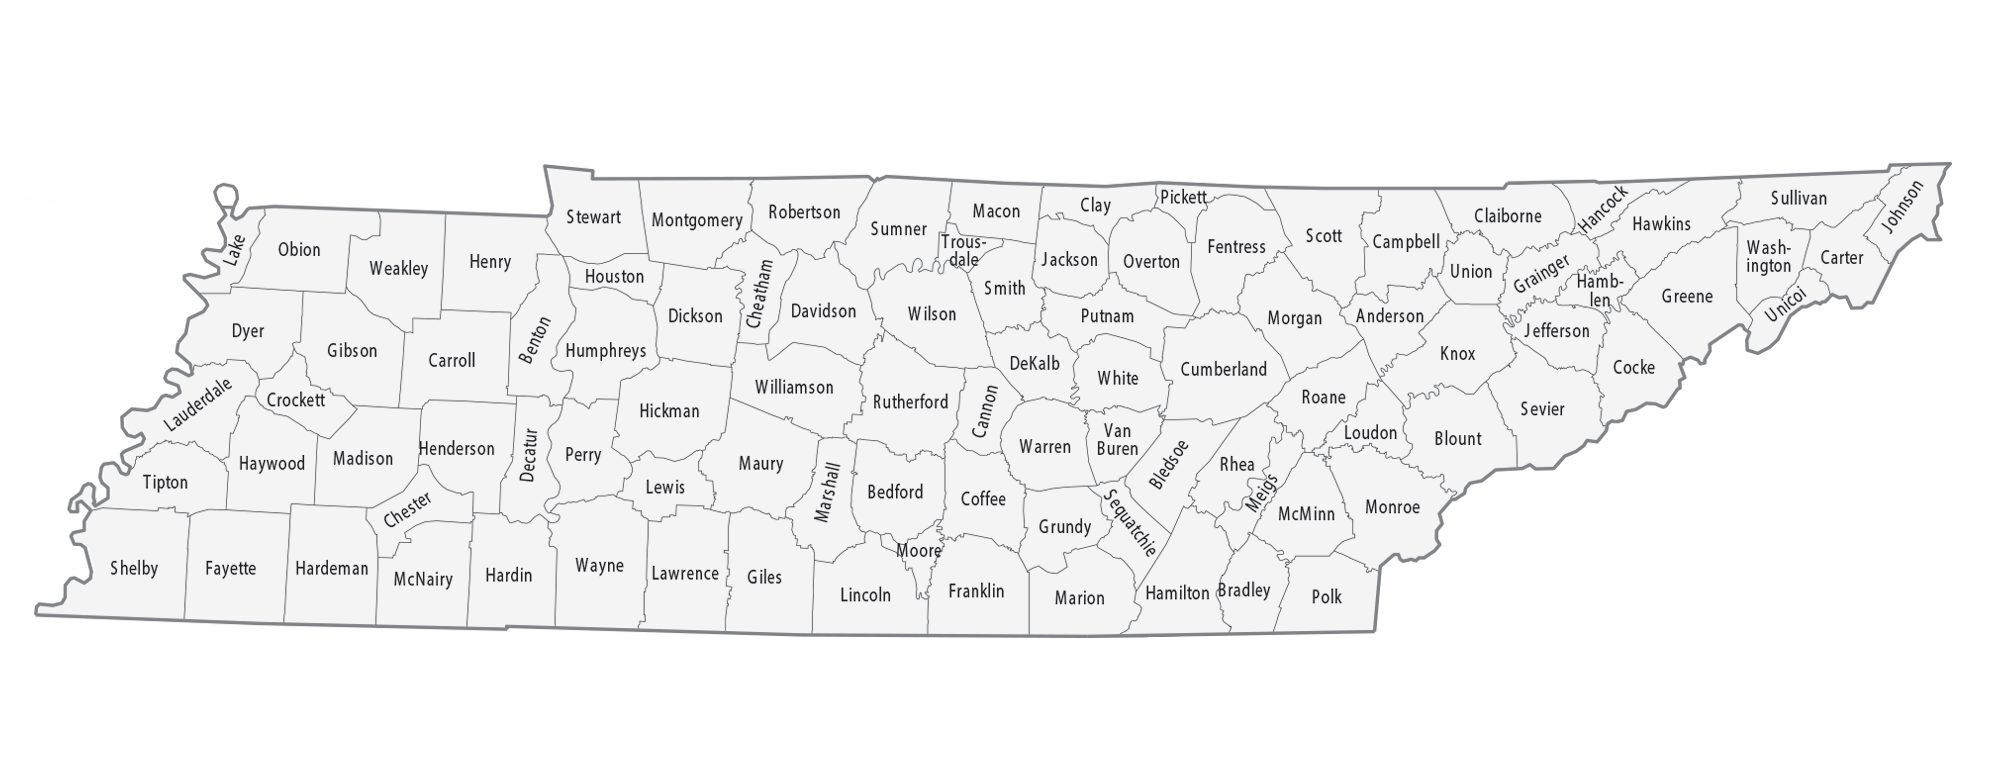 Stewart
Montgomery
Robertson
Sumner
Macon
Clay
Pickett
Claiborne
Hancock
Hawkins
Sullivan
Johnson
Lake
Obion
Weakley
Henry
Houston
Trous-
dale
Jackson
Overton
Fentress
Scott
Campbell
Union
Grainger
Hamb-
len
Greene
Wash-
ington
Carter
Unicoi
Dyer
Gibson
Carroll
Benton
Humphreys
Dickson
Cheatham
Davidson
Wilson
Smith
Putnam
Morgan
Anderson
Knox
Jefferson
Cocke
Lauderdale
Crockett
Hickman
Williamson
Rutherford
Cannon
DeKalb
White
Cumberland
Roane
Loudon
Blount
Sevier
Tipton
Haywood
Madison
Henderson
Decatur
Perry
Lewis
Maury
Marshall
Bedford
Coffee
Warren
Van
Buren
Bledsoe
Rhea
Meigs
McMinn
Monroe
Chester
Grundy
Sequatchie
Moore
Shelby
Fayette
Hardeman
McNairy
Hardin
Wayne
Lawrence
Giles
Lincoln
Franklin
Marion
Hamilton
Bradley
Polk